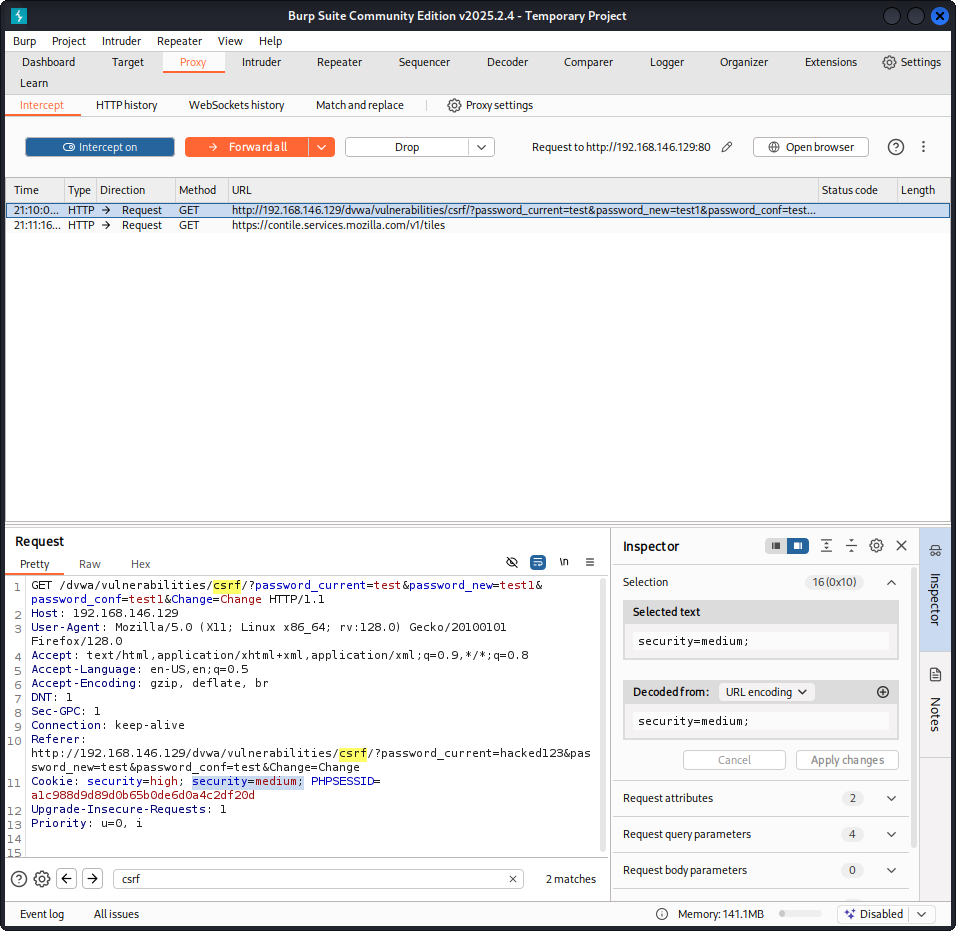 Burp Suite Community Edition v2025.2.4 - Temporary Project
Burp Project Intruder Repeater View Help
Dashboard Target Proxy Intruder Repeater Sequencer Decoder Comparer Logger Organizer Extensions Settings
Learn
Intercept HTTP history WebSockets history Match and replace Proxy settings
Intercept on Forward all Drop Request to http://192.168.146.129:80 Open browser
Time Type Direction Method URL Status code Length
21:10:0... HTTP → Request GET http://192.168.146.129/dvwa/vulnerabilities/csrf/?password_current=test&password_new=test1&password_conf=test...
21:11:16... HTTP → Request GET https://contile.services.mozilla.com/v1/tiles
Request
Pretty Raw Hex \n
1 GET /dvwa/vulnerabilities/csrf/?password_current=test&password_new=test1&
password_conf=test1&Change=Change HTTP/1.1
2 Host: 192.168.146.129
3 User-Agent: Mozilla/5.0 (X11; Linux x86_64; rv:128.0) Gecko/20100101
Firefox/128.0
4 Accept: text/html,application/xhtml+xml,application/xml;q=0.9,*/*;q=0.8
5 Accept-Language: en-US,en;q=0.5
6 Accept-Encoding: gzip, deflate, br
7 DNT: 1
8 Sec-GPC: 1
9 Connection: keep-alive
10 Referer:
http://192.168.146.129/dvwa/vulnerabilities/csrf/?password_current=hacked123&pas
sword_new=test&password_conf=test&Change=Change
11 Cookie: security=high; security=medium; PHPSESSID=
a1c988d9d89d0b65b0de6d0a4c2df20d
12 Upgrade-Insecure-Requests: 1
13 Priority: u=0, i
14
15
csrf 2 matches
Inspector
Selection 16 (0x10)
Selected text
security=medium;
Decoded from: URL encoding
security=medium;
Cancel Apply changes
Request attributes 2
Request query parameters 4
Request body parameters 0
Inspector
Notes
Event log All issues Memory: 141.1MB Disabled